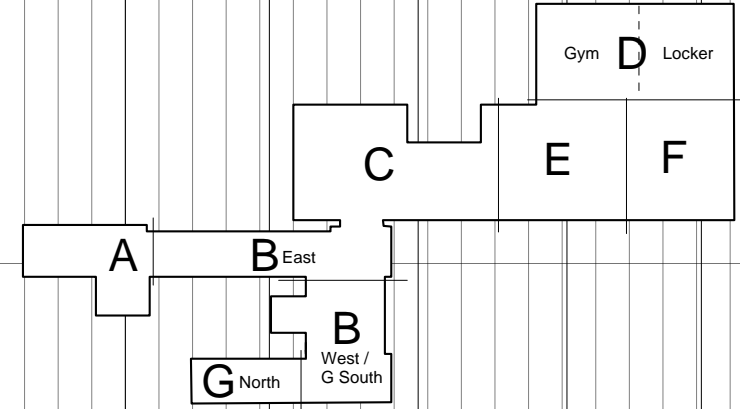 Gym D Locker
C
E
F
A
B East
B
West /
G South
G North